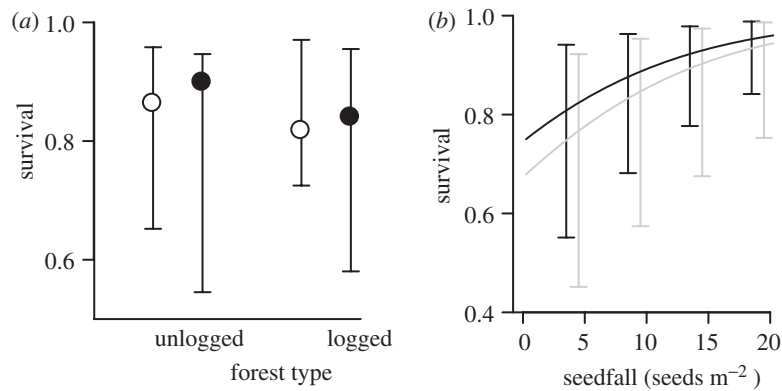 (a)
1.0
0.8
0.6
survival
unlogged
logged
forest type
(b)
1.0
0.8
0.6
0.4
survival
0 5 10 15 20
seedfall (seeds m⁻²)